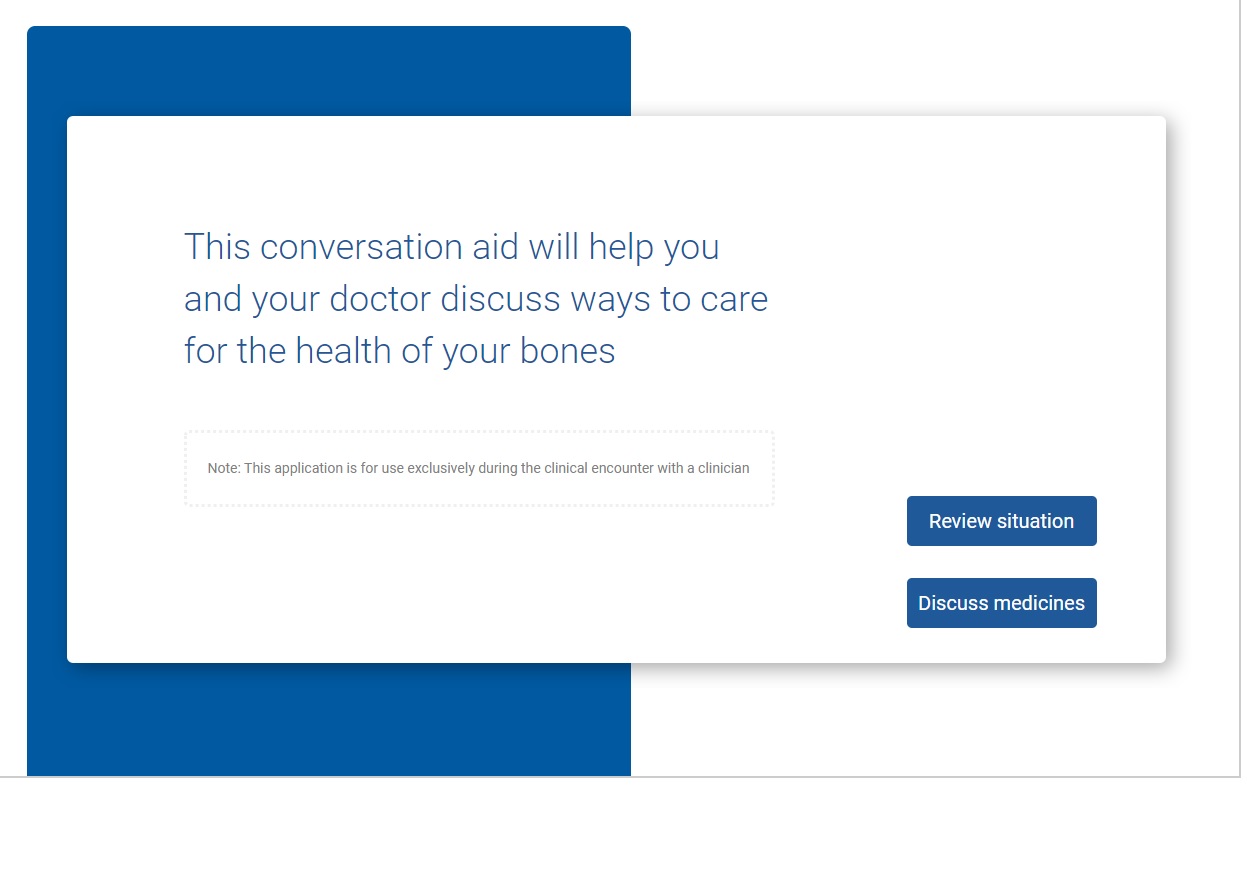 This conversation aid will help you
and your doctor discuss ways to care
for the health of your bones
Note: This application is for use exclusively during the clinical encounter with a clinician
Review situation
Discuss medicines